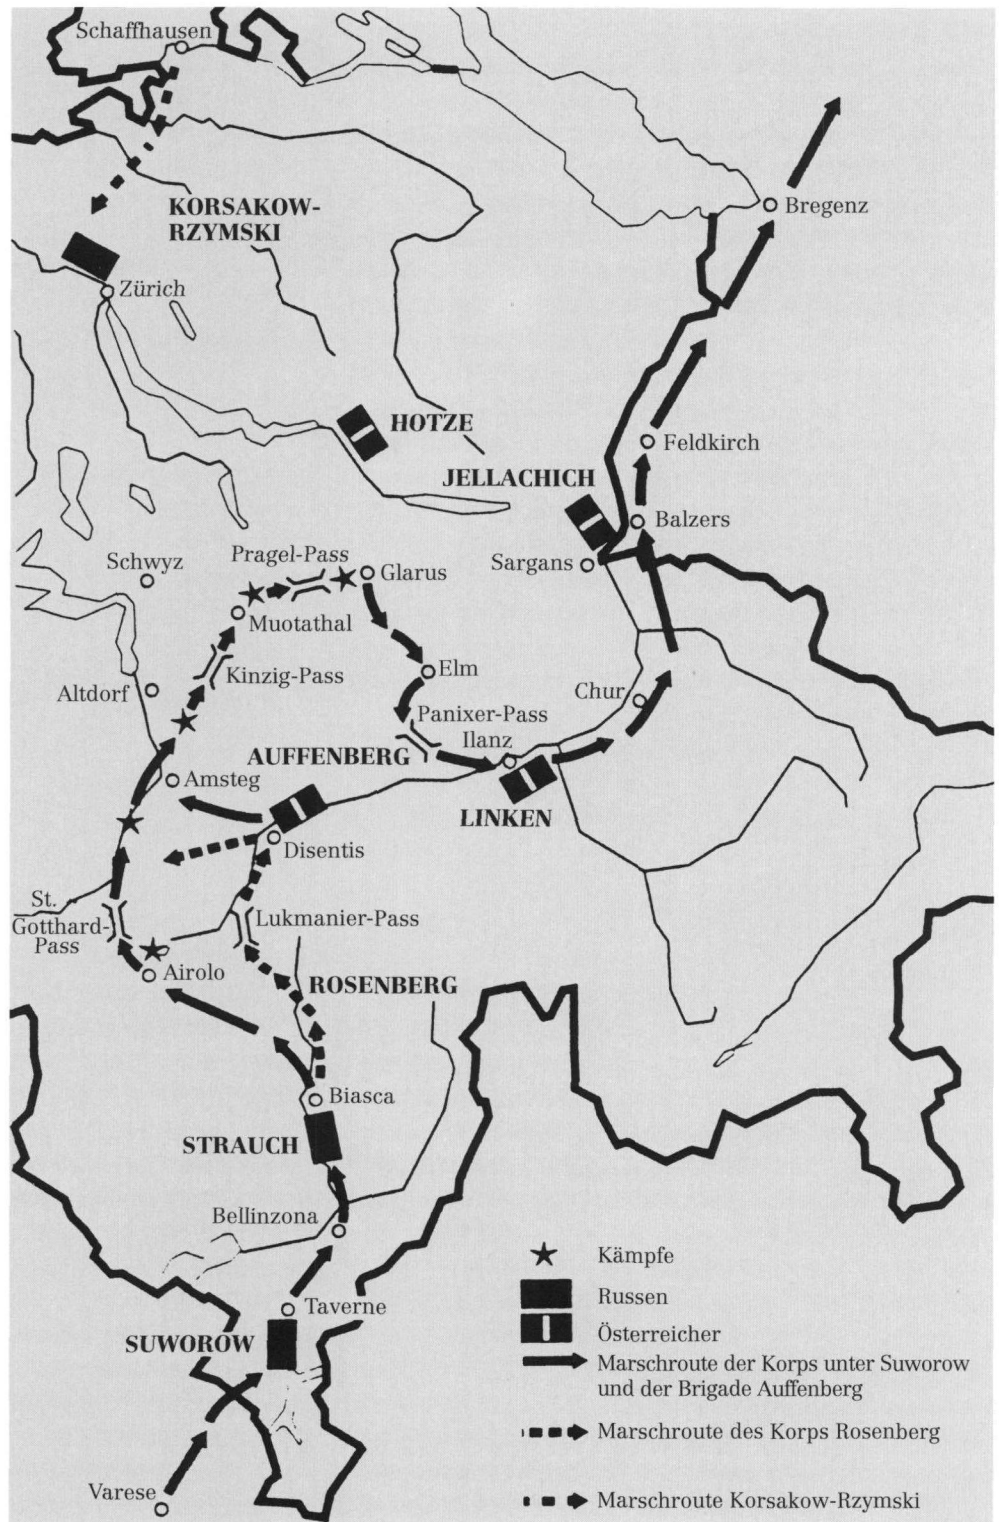 Schaffhausen
KORSAKOW-
RZYMSKI
Bregenz
Zürich
HOTZE
Feldkirch
JELLACHICH
Balzers
Sargans
Schwyz
Pragel-Pass
Glarus
Muotathal
Elm
Kinzig-Pass
Altdorf
Chur
Panixer-Pass
Ilanz
AUFFENBERG
Amsteg
LINKEN
Disentis
St.
Gotthard-
Pass
Lukmanier-Pass
Airolo
ROSENBERG
Biasca
STRAUCH
Bellinzona
Taverne
SUWOROW
Varese
Kämpfe
Russen
Österreicher
Marschroute der Korps unter Suworow
und der Brigade Auffenberg
Marschroute des Korps Rosenberg
Marschroute Korsakow-Rzymski